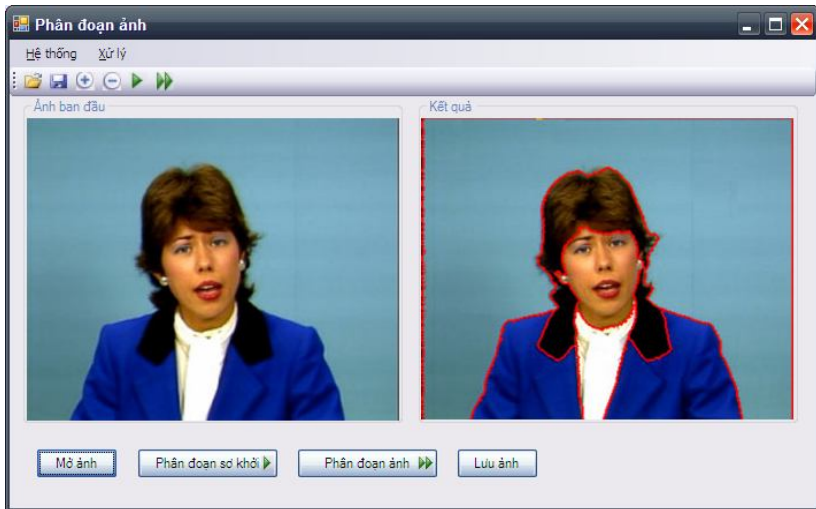 Phân đoạn ảnh
Hệ thống Xử lý
Ảnh ban đầu Kết quả
Mở ảnh Phân đoạn sơ khởi Phân đoạn ảnh Lưu ảnh